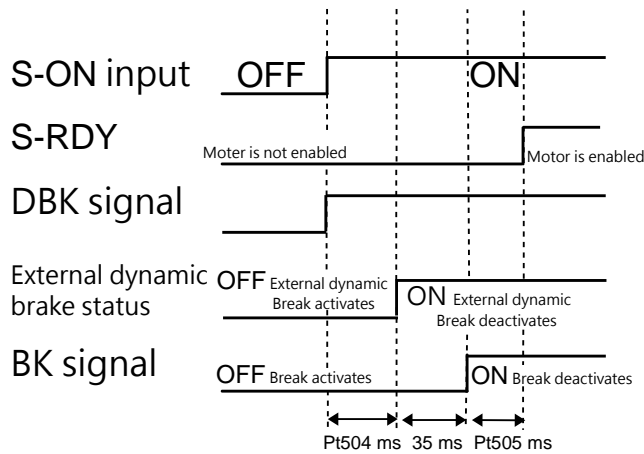 S-ON input
OFF
ON
S-RDY
Moter is not enabled
Motor is enabled
DBK signal
External dynamic
brake status
OFF External dynamic
Break activates
ON External dynamic
Break deactivates
BK signal
OFF Break activates
ON Break deactivates
Pt504 ms
35 ms
Pt505 ms